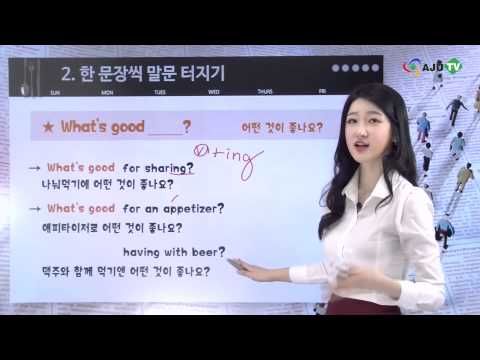 AJU TV
2. 한 문장씩 말문 터지기
SUN MON TUES WED THURS FRI
★ What's good ____? 어떤 것이 좋나요?
ⓥ+ing
→ What's good for sharing?
나눠먹기에 어떤 것이 좋나요?
→ What's good for an appetizer?
애피타이저로 어떤 것이 좋나요?
having with beer?
맥주와 함께 먹기엔 어떤 것이 좋나요?